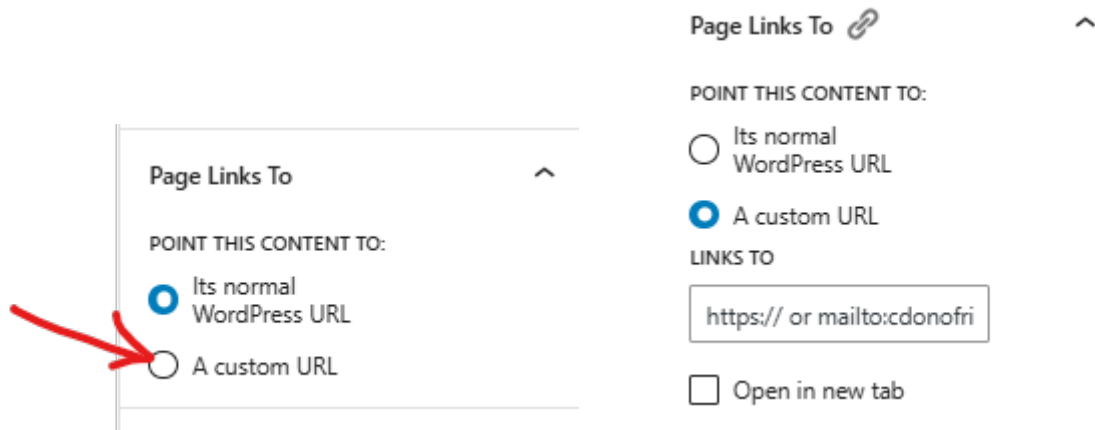 Page Links To
POINT THIS CONTENT TO:
Its normal
WordPress URL
A custom URL
Page Links To
POINT THIS CONTENT TO:
Its normal
WordPress URL
A custom URL
LINKS TO
https:// or mailto:cdonofri
Open in new tab